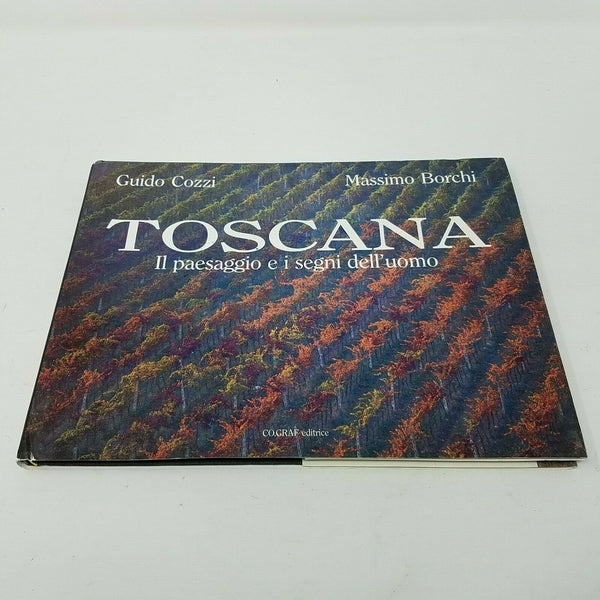 Guido Cozzi Massimo Borchi
TOSCANA
Il paesaggio e i segni dell'uomo
CO.GRAF editrice